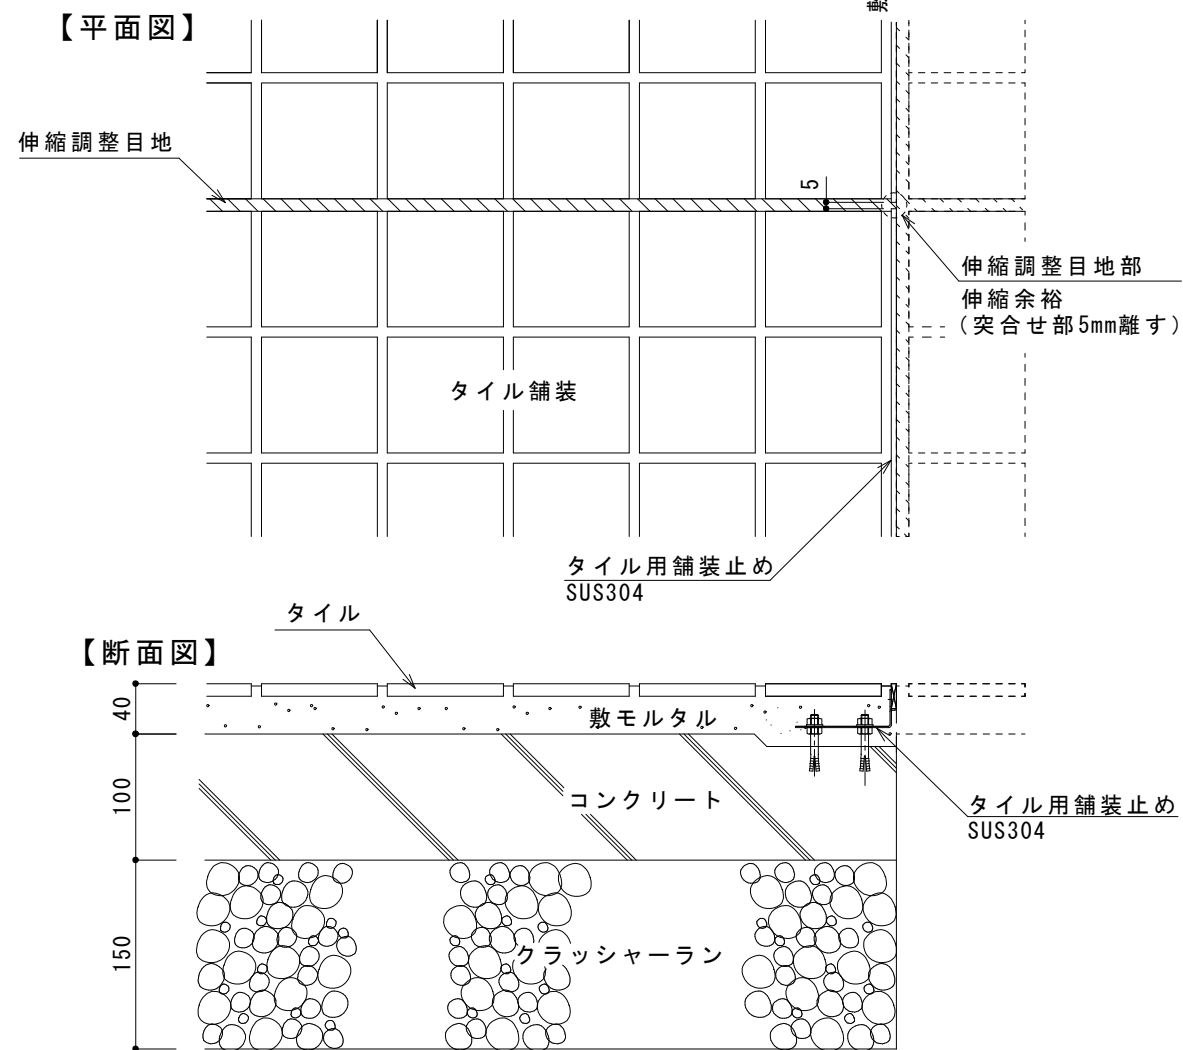 【平面図】
伸縮調整目地
5
伸縮調整目地部
伸縮余裕
(突合せ部5mm離す)
タイル舗装
タイル用舗装止め
SUS304
タイル
【断面図】
40
敷モルタル
100
コンクリート
タイル用舗装止め
SUS304
150
クラッシャーラン